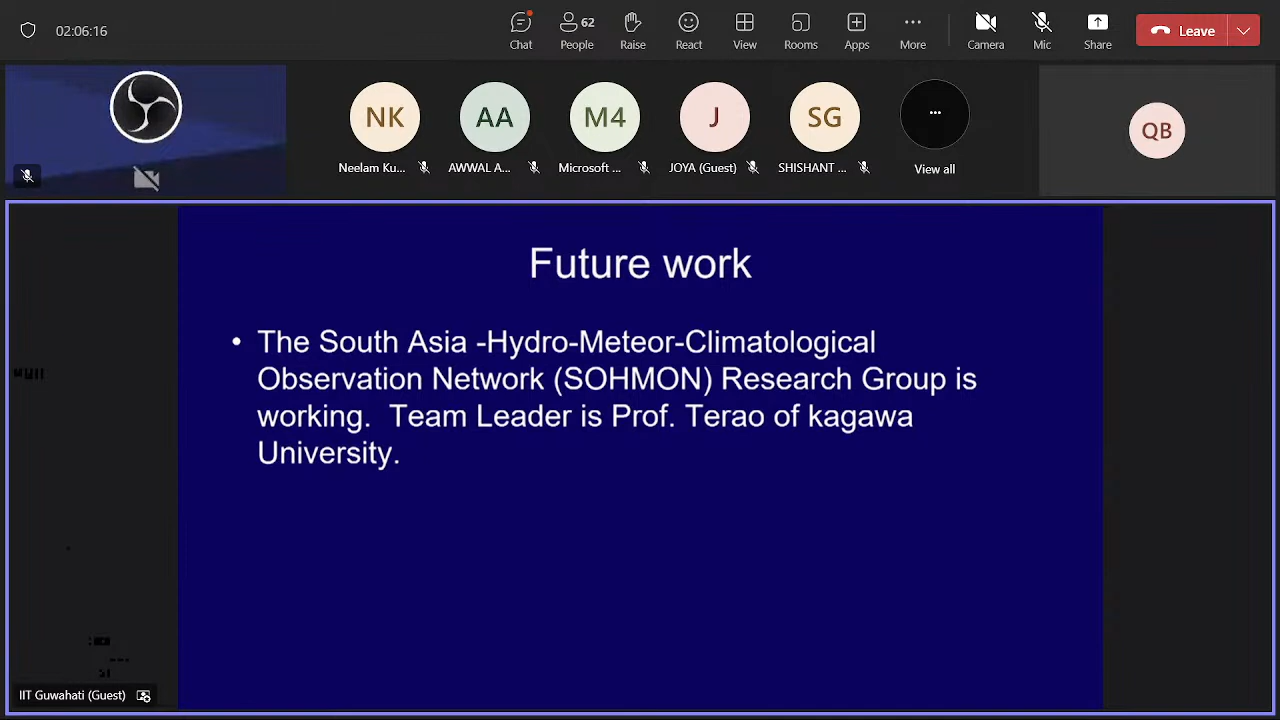 02:06:16
Chat
62
People
Raise
React
View
Rooms
Apps
More
Camera
Mic
Share
Leave
NK
AA
M4
J
SG
QB
Neelam Ku...
AWWAL A...
Microsoft ...
JOYA (Guest)
SHISHANT ...
View all
Future work
• The South Asia -Hydro-Meteor-Climatological
Observation Network (SOHMON) Research Group is
working. Team Leader is Prof. Terao of kagawa
University.
IIT Guwahati (Guest)